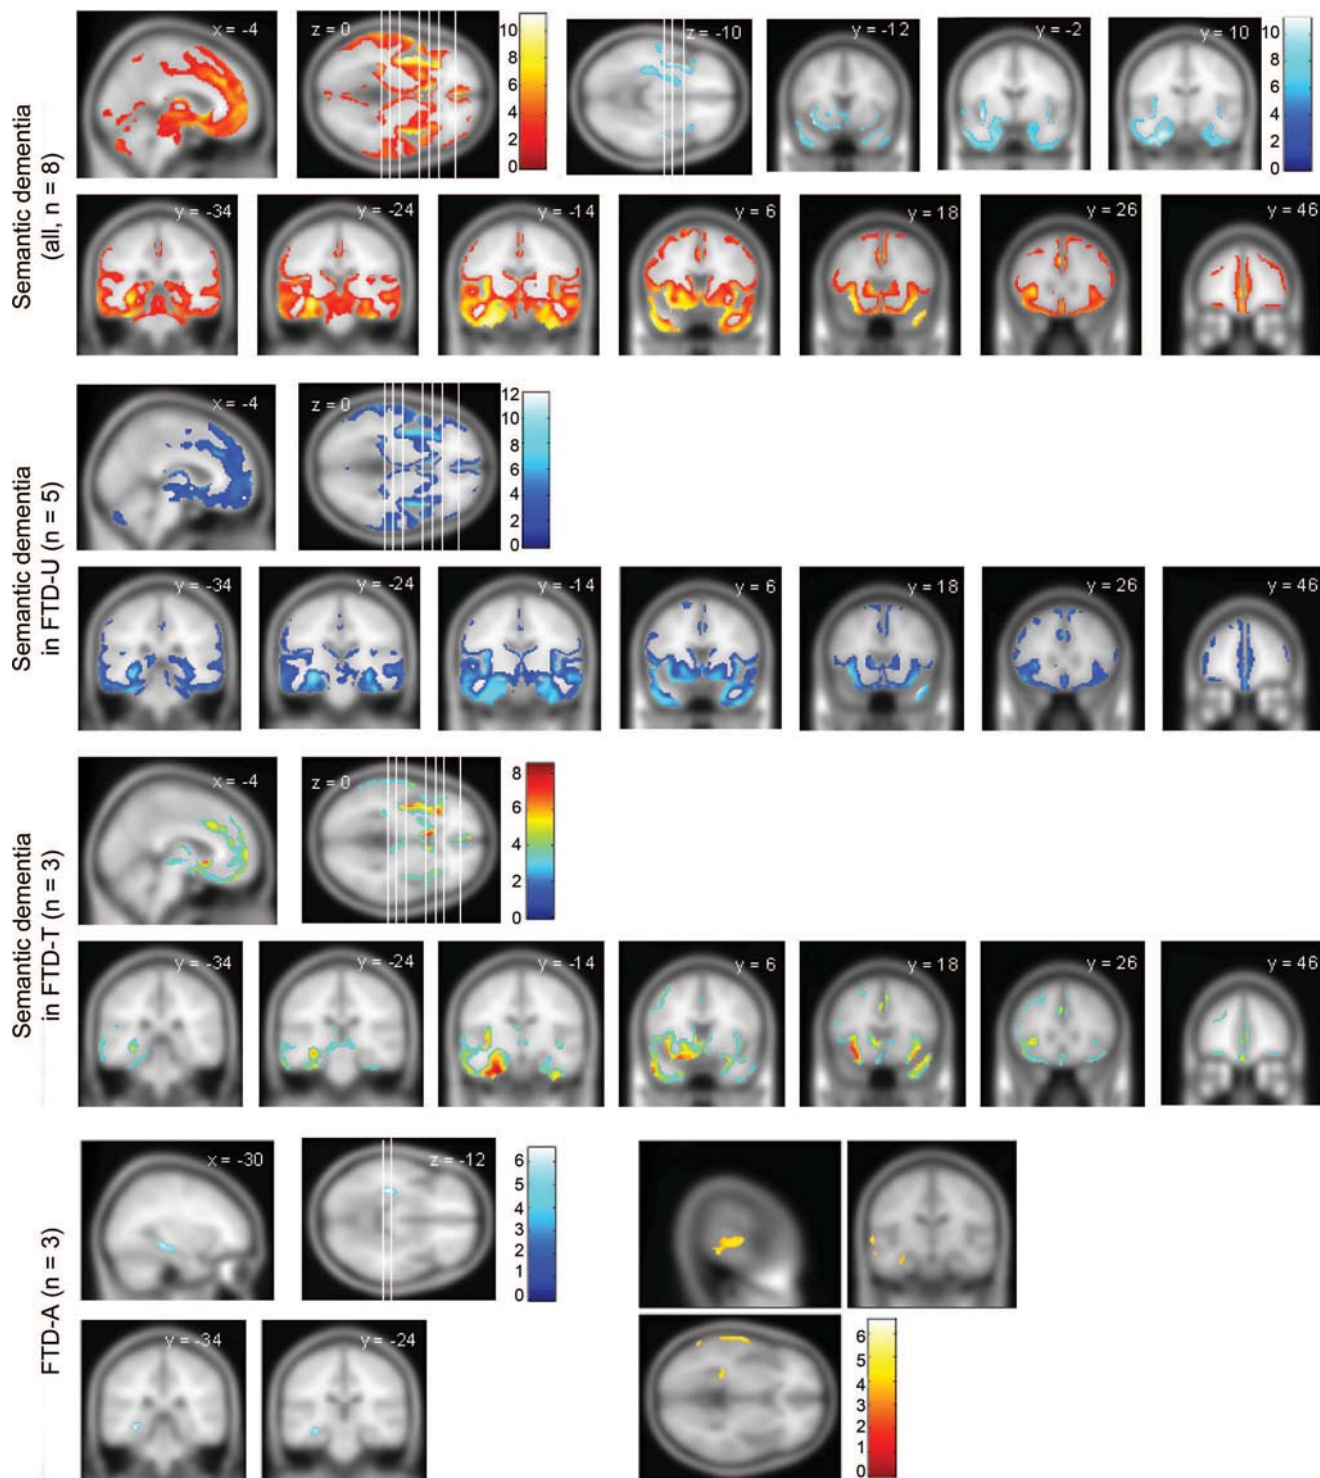 Semantic dementia
(all, n = 8)
x = -4
z = 0
10
8
6
4
2
0
z = -10
y = -12
y = -2
y = 10
10
8
6
4
2
0
y = -34
y = -24
y = -14
y = 6
y = 18
y = 26
y = 46
Semantic dementia
in FTD-U (n = 5)
x = -4
z = 0
12
10
8
6
4
2
0
y = -34
y = -24
y = -14
y = 6
y = 18
y = 26
y = 46
Semantic dementia
in FTD-T (n = 3)
x = -4
z = 0
8
6
4
2
0
y = -34
y = -24
y = -14
y = 6
y = 18
y = 26
y = 46
FTD-A (n = 3)
x = -30
z = -12
6
5
4
3
2
1
0
y = -34
y = -24
6
5
4
3
2
1
0